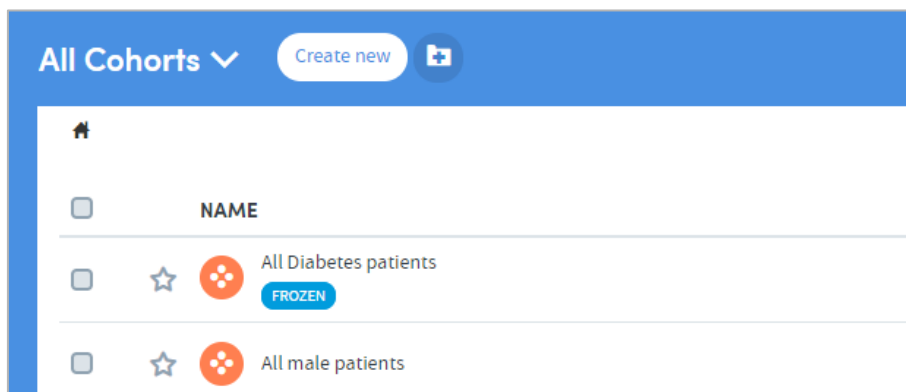 All Cohorts Create new
NAME
All Diabetes patients
FROZEN
All male patients